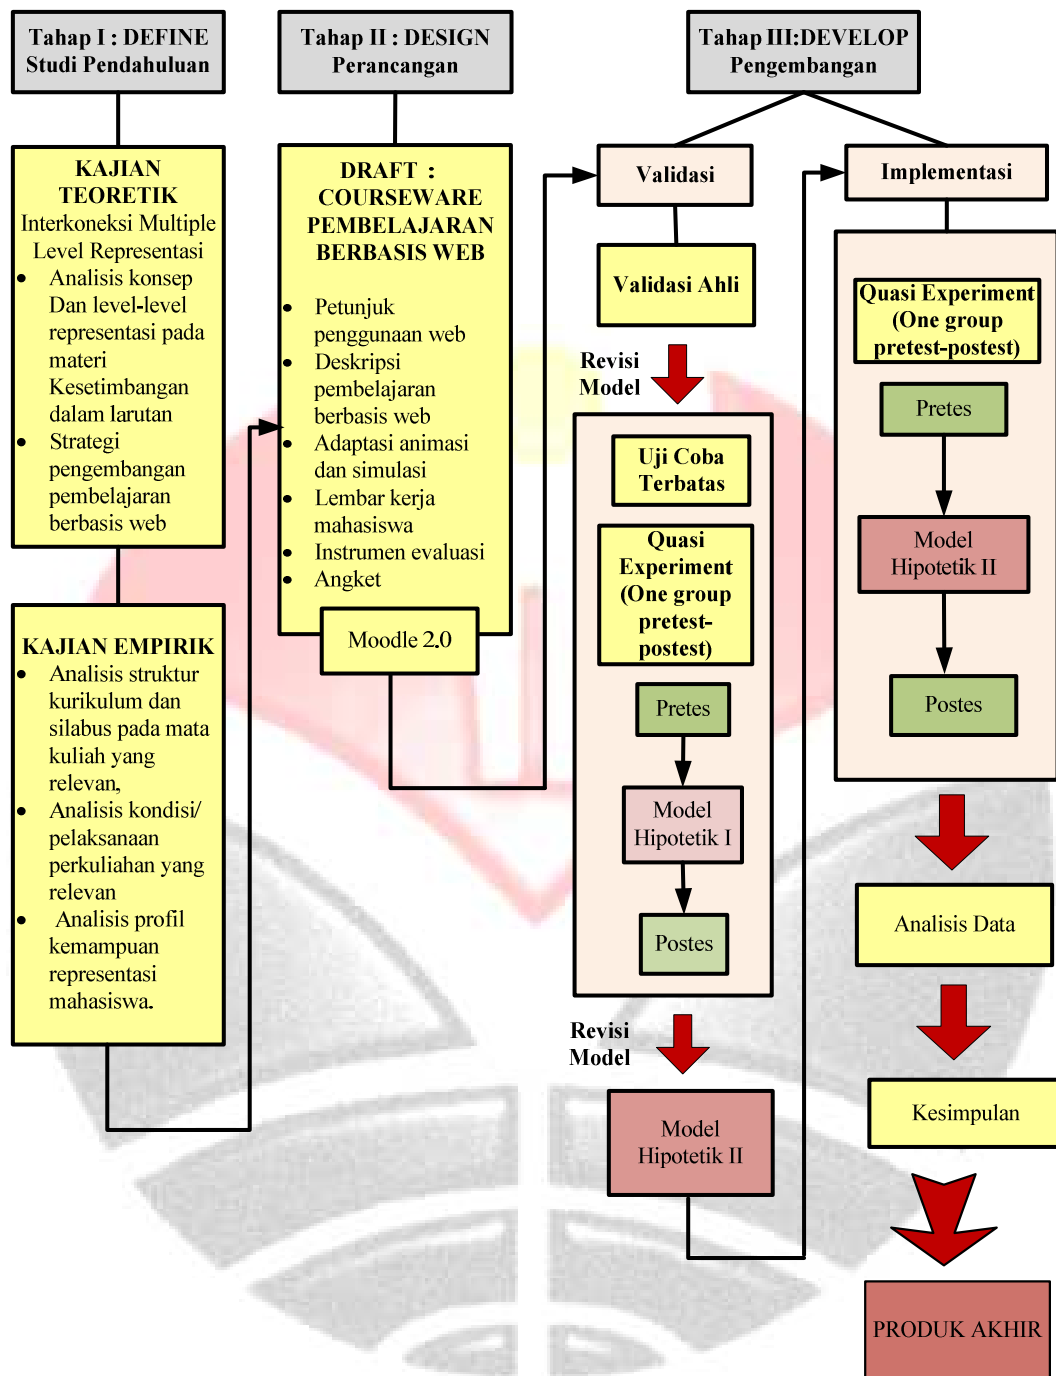 Tahap I : DEFINE
Studi Pendahuluan
KAJIAN
TEORETIK
Interkoneksi Multiple
Level Representasi
• Analisis konsep
Dan level-level
representasi pada
materi
Kesetimbangan
dalam larutan
• Strategi
pengembangan
pembelajaran
berbasis web
KAJIAN EMPIRIK
• Analisis struktur
kurikulum dan
silabus pada mata
kuliah yang
relevan,
• Analisis kondisi/
pelaksanaan
perkuliahan yang
relevan
• Analisis profil
kemampuan
representasi
mahasiswa.
Tahap II : DESIGN
Perancangan
DRAFT :
COURSEWARE
PEMBELAJARAN
BERBASIS WEB
• Petunjuk
penggunaan web
• Deskripsi
pembelajaran
berbasis web
• Adaptasi animasi
dan simulasi
• Lembar kerja
mahasiswa
• Instrumen evaluasi
• Angket
Moodle 2.0
Tahap III:DEVELOP
Pengembangan
Validasi
Validasi Ahli
Revisi
Model
Uji Coba
Terbatas
Quasi
Experiment
(One group
pretest-
postest)
Pretes
Model
Hipotetik I
Postes
Revisi
Model
Model
Hipotetik II
Implementasi
Quasi Experiment
(One group
pretest-postest)
Pretes
Model
Hipotetik II
Postes
Analisis Data
Kesimpulan
PRODUK AKHIR